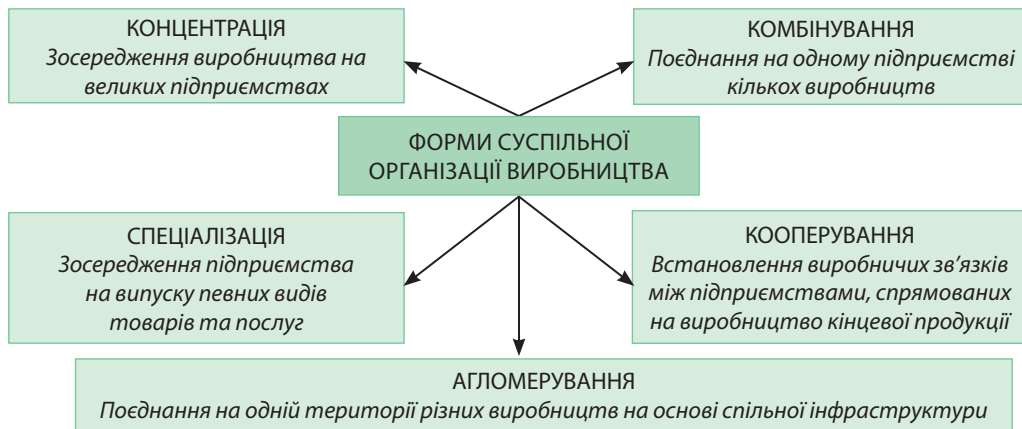 КОНЦЕНТРАЦІЯ
Зосередження виробництва на
великих підприємствах
КОМБІНУВАННЯ
Поєднання на одному підприємстві
кількох виробництв
ФОРМИ СУСПІЛЬНОЇ
ОРГАНІЗАЦІЇ ВИРОБНИЦТВА
СПЕЦІАЛІЗАЦІЯ
Зосередження підприємства
на випуску певних видів
товарів та послуг
КООПЕРУВАННЯ
Встановлення виробничих зв'язків
між підприємствами, спрямованих
на виробництво кінцевої продукції
АГЛОМЕРУВАННЯ
Поєднання на одній території різних виробництв на основі спільної інфраструктури